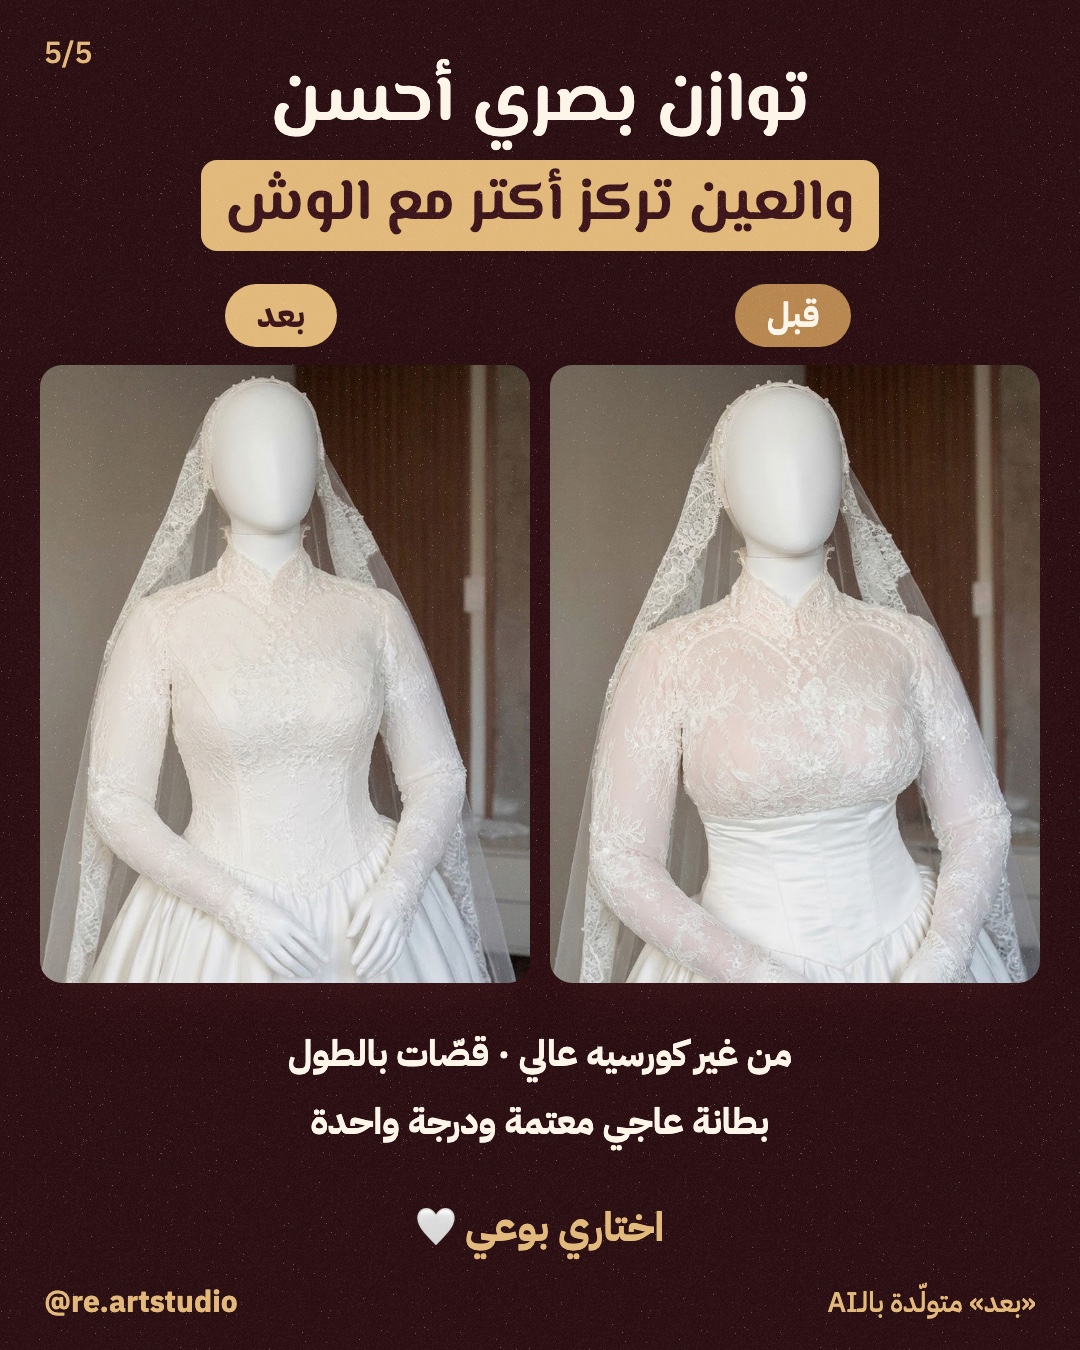 5/5
توازن بصري أحسن
والعين تركز أكتر مع الوش
قبل
بعد
من غير كورسيه عالي · قصّات بالطول
بطانة عاجي معتمة ودرجة واحدة
اختاري بوعي 🤍
«بعد» متولّدة بالـAI
@re.artstudio